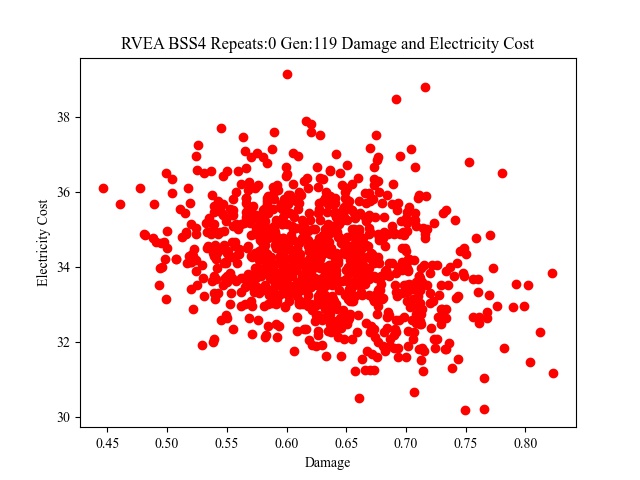 RVEA BSS4 Repeats:0 Gen:119 Damage and Electricity Cost
38
36
34
32
30
Electricity Cost
0.45 0.50 0.55 0.60 0.65 0.70 0.75 0.80
Damage